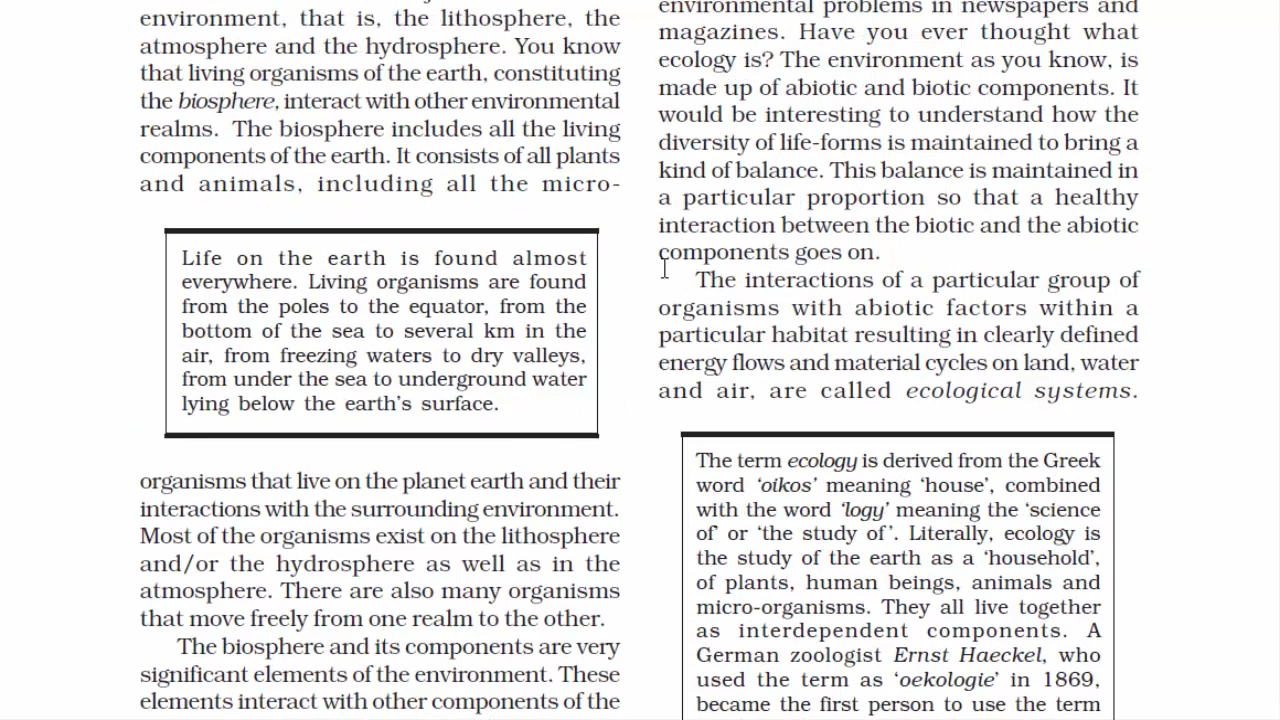 environment, that is, the lithosphere, the
atmosphere and the hydrosphere. You know
that living organisms of the earth, constituting
the biosphere, interact with other environmental
realms. The biosphere includes all the living
components of the earth. It consists of all plants
and animals, including all the micro-
Life on the earth is found almost
everywhere. Living organisms are found
from the poles to the equator, from the
bottom of the sea to several km in the
air, from freezing waters to dry valleys,
from under the sea to underground water
lying below the earth's surface.
organisms that live on the planet earth and their
interactions with the surrounding environment.
Most of the organisms exist on the lithosphere
and/or the hydrosphere as well as in the
atmosphere. There are also many organisms
that move freely from one realm to the other.
The biosphere and its components are very
significant elements of the environment. These
elements interact with other components of the
environmental problems in newspapers and
magazines. Have you ever thought what
ecology is? The environment as you know, is
made up of abiotic and biotic components. It
would be interesting to understand how the
diversity of life-forms is maintained to bring a
kind of balance. This balance is maintained in
a particular proportion so that a healthy
interaction between the biotic and the abiotic
components goes on.
The interactions of a particular group of
organisms with abiotic factors within a
particular habitat resulting in clearly defined
energy flows and material cycles on land, water
and air, are called ecological systems.
The term ecology is derived from the Greek
word ‘oikos’ meaning ‘house’, combined
with the word ‘logy’ meaning the ‘science
of’ or ‘the study of’. Literally, ecology is
the study of the earth as a ‘household’,
of plants, human beings, animals and
micro-organisms. They all live together
as interdependent components. A
German zoologist Ernst Haeckel, who
used the term as ‘oekologie’ in 1869,
became the first person to use the term